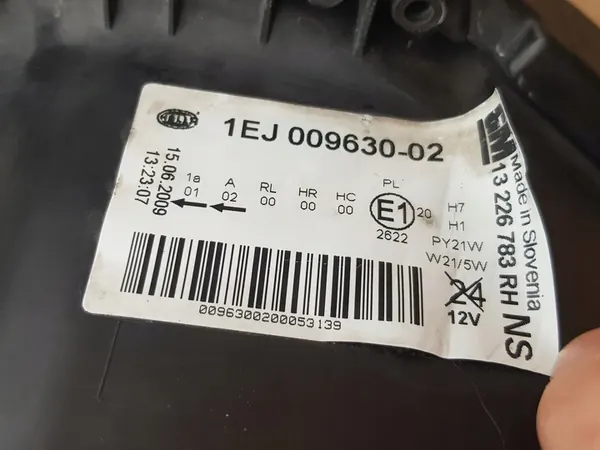 HELLA
1EJ 009630-02
GM
Made in Slovenia
13 226 783 RH NS
15.06.2009
13:23:07
1a A RL HR HC PL
01 02 00 00 00 E1 20
2622
H7
H1
PY21W
W21/5W
24
12V
0096300200053139